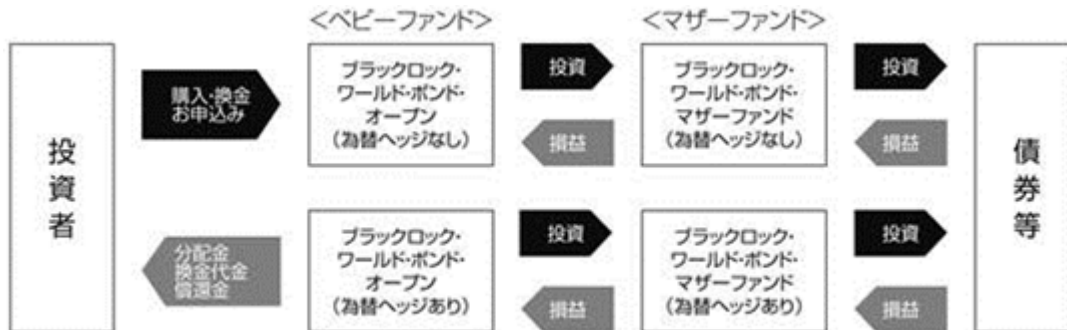 <ベビーファンド>
<マザーファンド>
投資者
購入・換金
お申込み
分配金
換金代金
償還金
ブラックロック・
ワールド・ボンド・
オープン
(為替ヘッジなし)
投資
損益
ブラックロック・
ワールド・ボンド・
マザーファンド
(為替ヘッジなし)
投資
損益
ブラックロック・
ワールド・ボンド・
オープン
(為替ヘッジあり)
投資
損益
ブラックロック・
ワールド・ボンド・
マザーファンド
(為替ヘッジあり)
投資
損益
債券等